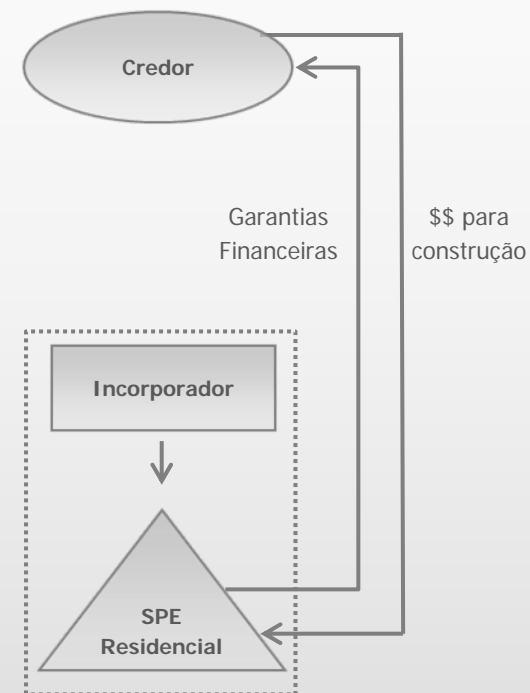 Credor
Garantias
Financeiras
$$ para
construção
Incorporador
SPE
Residencial